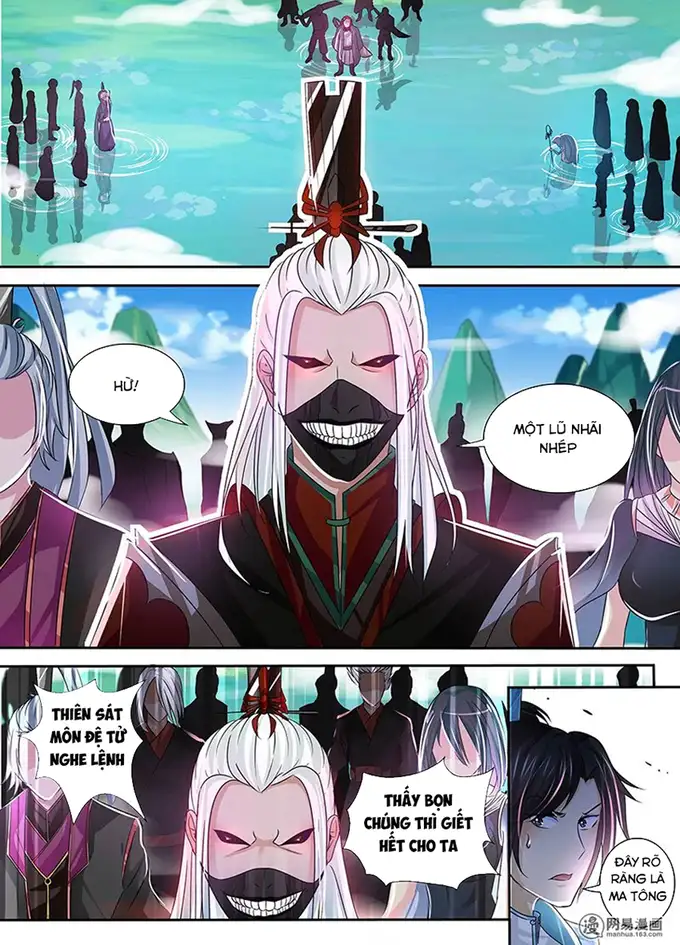 HỪ!
MỘT LŨ NHÃI
NHÉP
THIÊN SÁT
MÔN ĐỆ TỬ
NGHE LỆNH
THẤY BỌN
CHÚNG THÌ GIẾT
HẾT CHO TA
ĐÂY RÕ
RÀNG LÀ
MA TÔNG
网易漫画
manhua.163.com